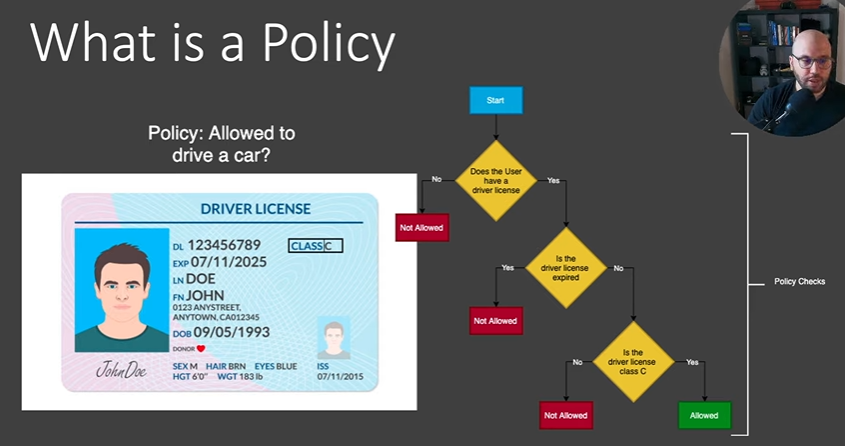 What is a Policy
Policy: Allowed to
drive a car?
DRIVER LICENSE
DL 123456789
CLASS C
EXP 07/11/2025
LN DOE
FN JOHN
0123 ANYSTREET,
ANYTOWN, CA012345
DOB 09/05/1993
DONOR
SEX M HAIR BRN EYES BLUE
HGT 6'0" WGT 183 lb
ISS
07/11/2015
JohnDoe
Start
Does the User
have a
driver license
No
Yes
Not Allowed
Is the
driver license
expired
Yes
No
Not Allowed
Is the
driver license
class C
No
Yes
Not Allowed
Allowed
Policy Checks